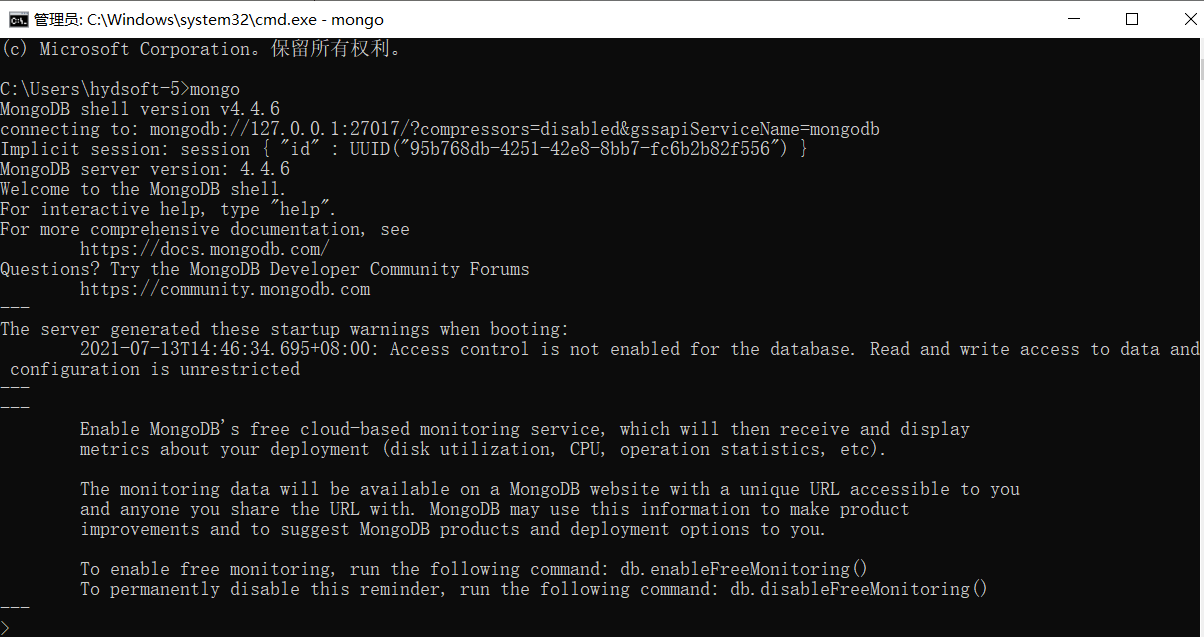 管理员: C:\Windows\system32\cmd.exe - mongo
(c) Microsoft Corporation。保留所有权利。
C:\Users\hydsoft-5>mongo
MongoDB shell version v4.4.6
connecting to: mongodb://127.0.0.1:27017/?compressors=disabled&gssapiServiceName=mongodb
Implicit session: session { "id" : UUID("95b768db-4251-42e8-8bb7-fc6b2b82f556") }
MongoDB server version: 4.4.6
Welcome to the MongoDB shell.
For interactive help, type "help".
For more comprehensive documentation, see
        https://docs.mongodb.com/
Questions? Try the MongoDB Developer Community Forums
        https://community.mongodb.com
---
The server generated these startup warnings when booting:
        2021-07-13T14:46:34.695+08:00: Access control is not enabled for the database. Read and write access to data and
 configuration is unrestricted
---
---
        Enable MongoDB's free cloud-based monitoring service, which will then receive and display
        metrics about your deployment (disk utilization, CPU, operation statistics, etc).
        The monitoring data will be available on a MongoDB website with a unique URL accessible to you
        and anyone you share the URL with. MongoDB may use this information to make product
        improvements and to suggest MongoDB products and deployment options to you.
        To enable free monitoring, run the following command: db.enableFreeMonitoring()
        To permanently disable this reminder, run the following command: db.disableFreeMonitoring()
---
>